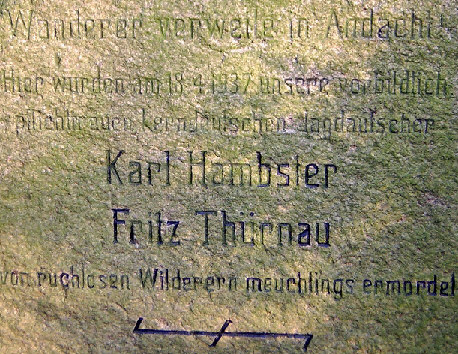 Wanderer verweile in Andacht!
Hier wurden am 18.4.1937 unsere vorbildlich
pflichttreuen, kerndeutschen Jagdaufseher
Karl Hambster
Fritz Thürnau
von ruchlosen Wilderern meuchlings ermordet